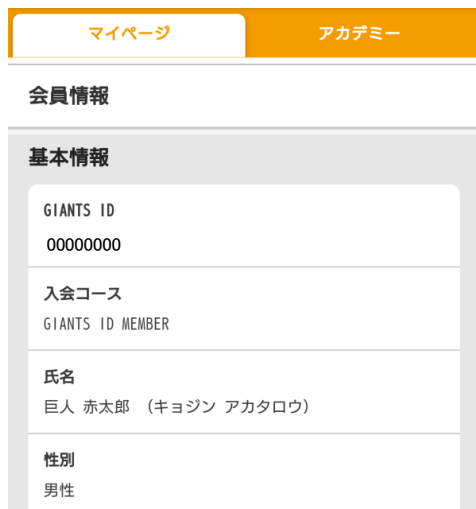 マイページ
アカデミー
会員情報
基本情報
GIANTS ID
00000000
入会コース
GIANTS ID MEMBER
氏名
巨人 赤太郎 （キョジン アカタロウ）
性別
男性